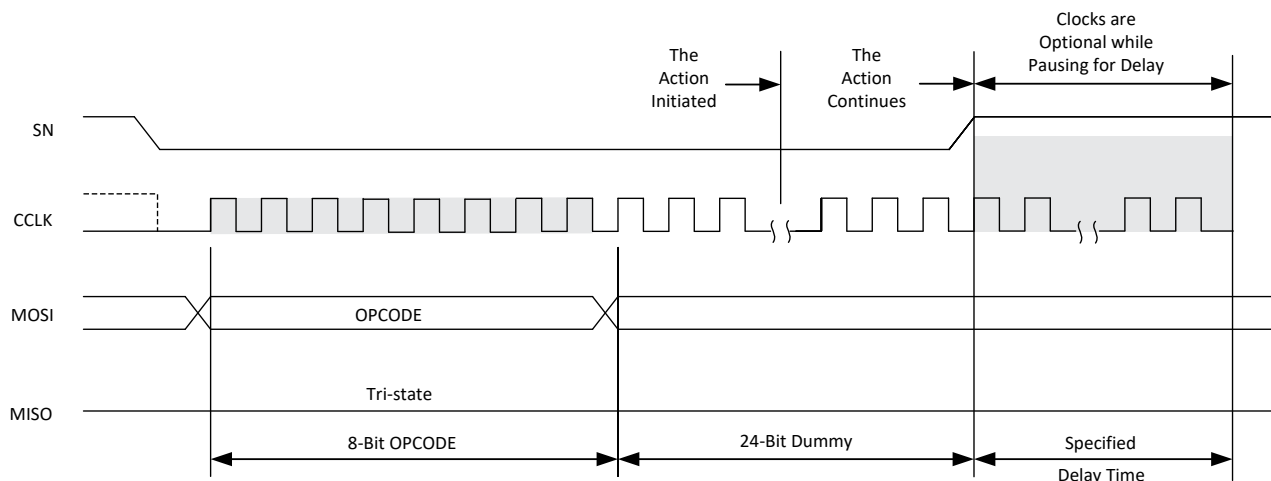 Clocks are
Optional while
Pausing for Delay
The
Action
Initiated
The
Action
Continues
SN
CCLK
MOSI
OPCODE
Tri-state
MISO
8-Bit OPCODE
24-Bit Dummy
Specified
Delay Time